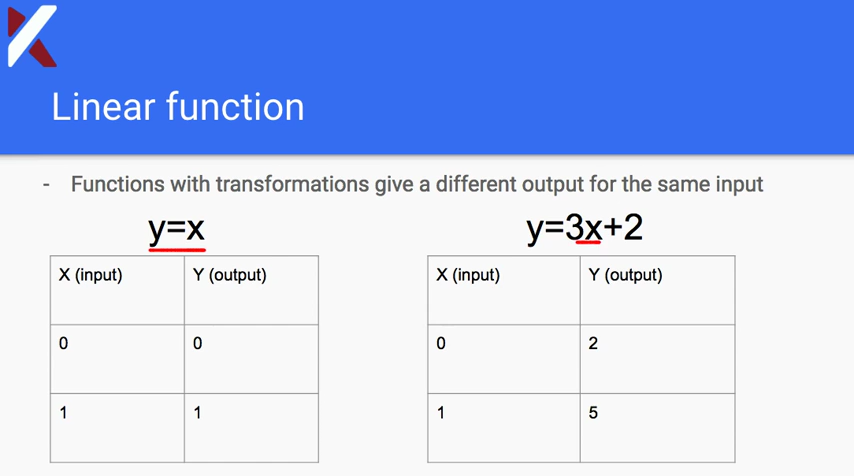 Linear function
- Functions with transformations give a different output for the same input
y=x
y=3x+2
X (input) Y (output)
0 0
1 1
X (input) Y (output)
0 2
1 5